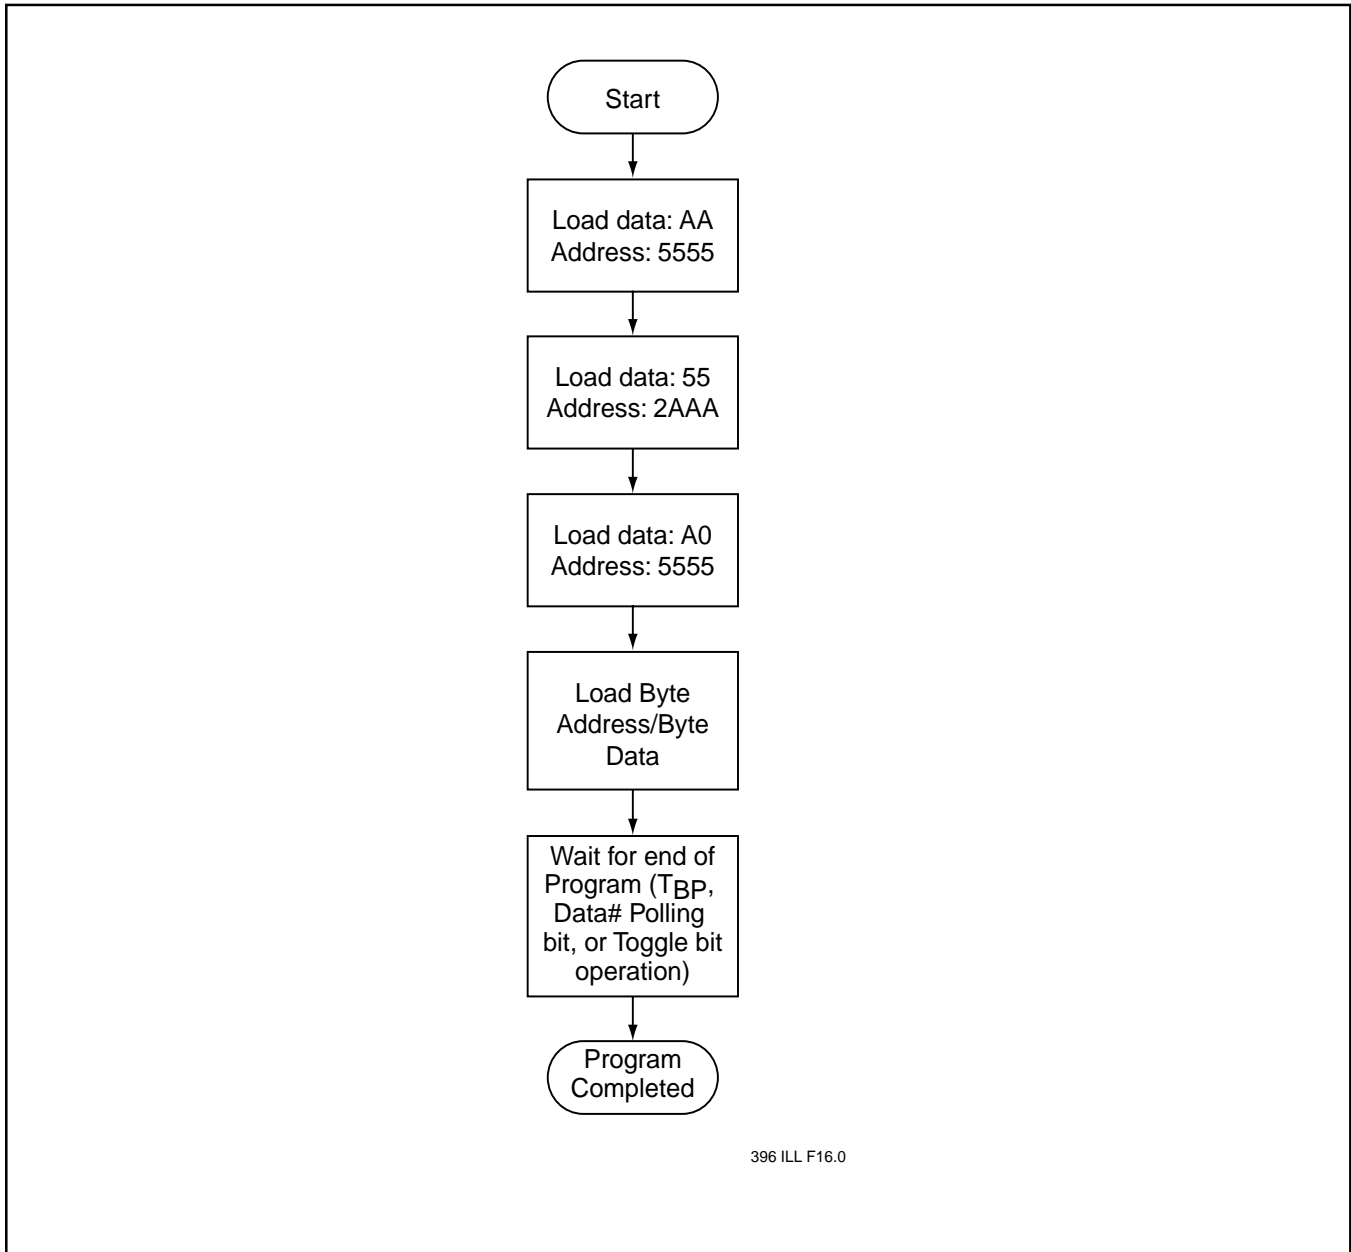 Start
Load data: AA
Address: 5555
Load data: 55
Address: 2AAA
Load data: A0
Address: 5555
Load Byte
Address/Byte
Data
Wait for end of
Program (TBP,
Data# Polling
bit, or Toggle bit
operation)
Program
Completed
396 ILL F16.0